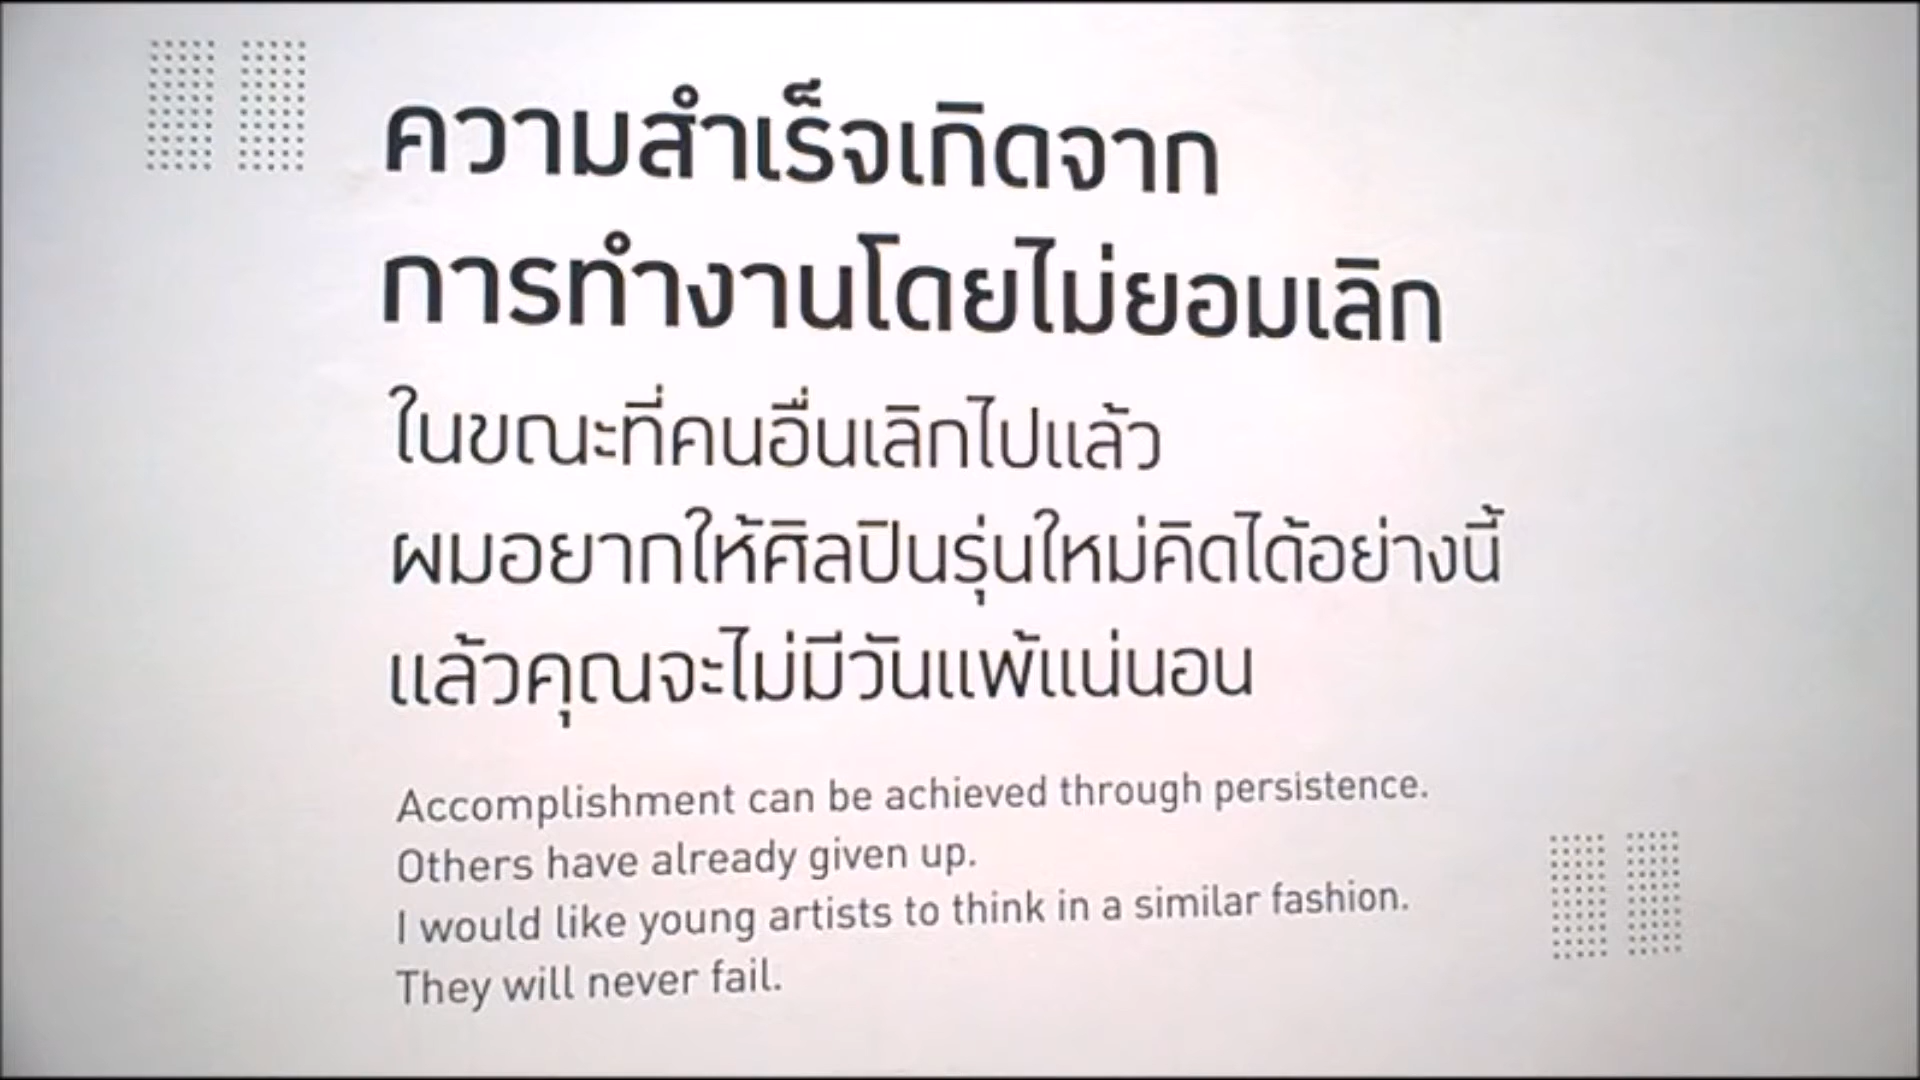 ความสำเร็จเกิดจาก
การทำงานโดยไม่ยอมเลิก
ในขณะที่คนอื่นเลิกไปแล้ว
ผมอยากให้ศิลปินรุ่นใหม่คิดได้อย่างนี้
แล้วคุณจะไม่มีวันแพ้แน่นอน
Accomplishment can be achieved through persistence.
Others have already given up.
I would like young artists to think in a similar fashion.
They will never fail.